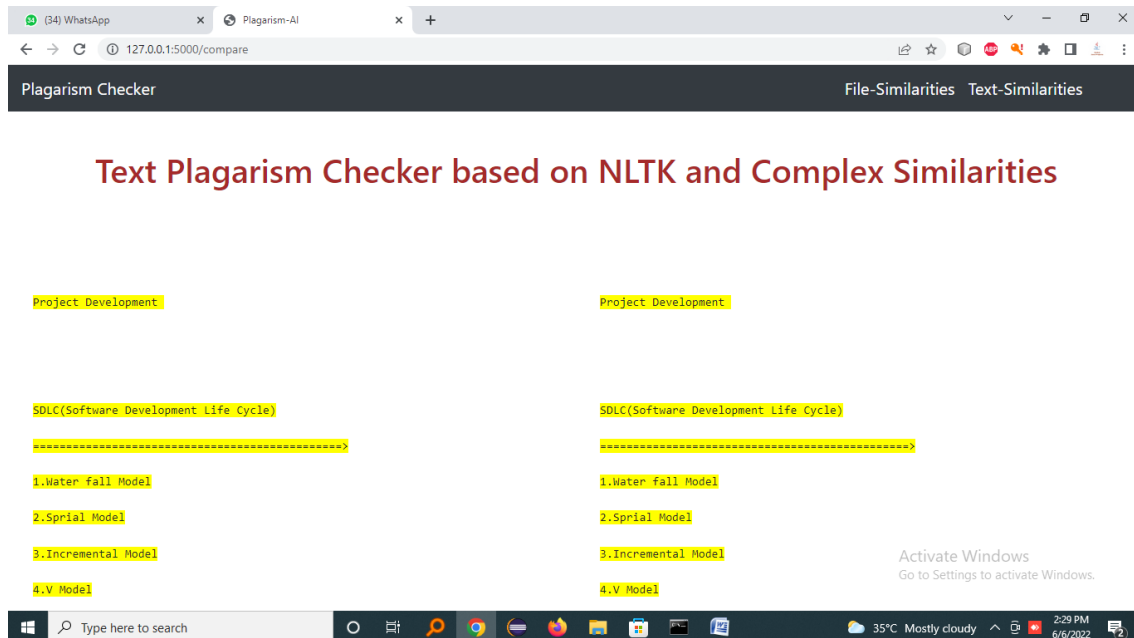 (34) WhatsApp
Plagarism-AI
127.0.0.1:5000/compare
ABP
Plagarism Checker
File-Similarities Text-Similarities
Text Plagarism Checker based on NLTK and Complex Similarities
Project Development Project Development
SDLC(Software Development Life Cycle) SDLC(Software Development Life Cycle)
===============================================> ===============================================>
1.Water fall Model 1.Water fall Model
2.Sprial Model 2.Sprial Model
3.Incremental Model 3.Incremental Model
4.V Model 4.V Model
Activate Windows
Go to Settings to activate Windows.
Type here to search
35°C Mostly cloudy
2:29 PM
6/6/2022
2